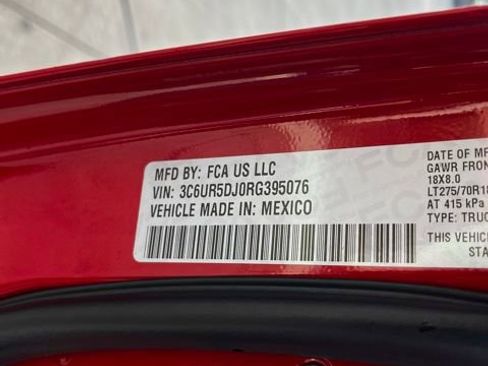 MFD BY: FCA US LLC
VIN: 3C6UR5DJ0RG395076
VEHICLE MADE IN: MEXICO
DATE OF MF
GAWR FRON
18X8.0
LT275/70R18
AT 415 kPa
TYPE: TRUC
THIS VEHIC
STA